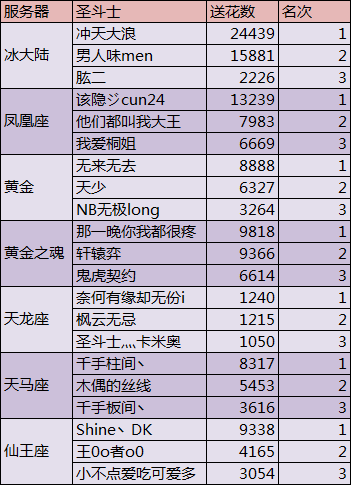 服务器 圣斗士 送花数 名次
冰大陆 冲天大浪 24439 1
男人味men 15881 2
肱二 2226 3
凤凰座 该隐ジcun24 13239 1
他们都叫我大王 7983 2
我爱桐姐 6669 3
黄金 无来无去 8888 1
天少 6327 2
NB无极long 3264 3
黄金之魂 那一晚你我都很疼 9818 1
轩辕弈 9366 2
鬼虎契约 6614 3
天龙座 奈何有缘却无份i 1240 1
枫云无忌 1215 2
圣斗士灬卡米奥 1050 3
天马座 千手柱间丶 8317 1
木偶的丝线 5453 2
千手板间丶 3616 3
仙王座 Shine丶DK 9338 1
王0o者o0 4165 2
小不点爱吃可爱多 3054 3